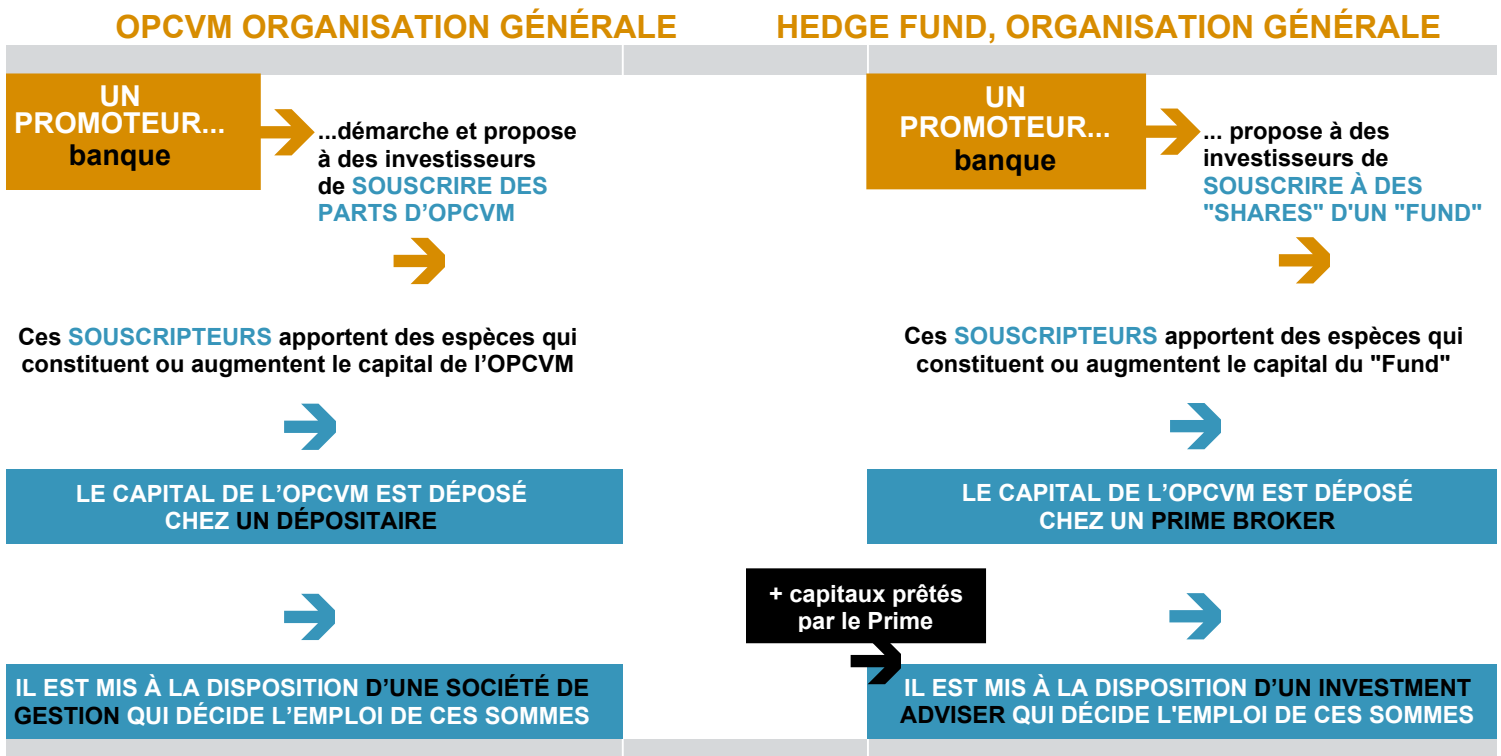 OPCVM ORGANISATION GÉNÉRALE
UN
PROMOTEUR...
banque
...démarche et propose
à des investisseurs
de SOUSCRIRE DES
PARTS D’OPCVM
Ces SOUSCRIPTEURS apportent des espèces qui
constituent ou augmentent le capital de l’OPCVM
LE CAPITAL DE L’OPCVM EST DÉPOSÉ
CHEZ UN DÉPOSITAIRE
IL EST MIS À LA DISPOSITION D’UNE SOCIÉTÉ DE
GESTION QUI DÉCIDE L’EMPLOI DE CES SOMMES
HEDGE FUND, ORGANISATION GÉNÉRALE
UN
PROMOTEUR...
banque
... propose à des
investisseurs de
SOUSCRIRE À DES
"SHARES" D'UN "FUND"
Ces SOUSCRIPTEURS apportent des espèces qui
constituent ou augmentent le capital du "Fund"
LE CAPITAL DE L’OPCVM EST DÉPOSÉ
CHEZ UN PRIME BROKER
+ capitaux prêtés
par le Prime
IL EST MIS À LA DISPOSITION D’UN INVESTMENT
ADVISER QUI DÉCIDE L'EMPLOI DE CES SOMMES